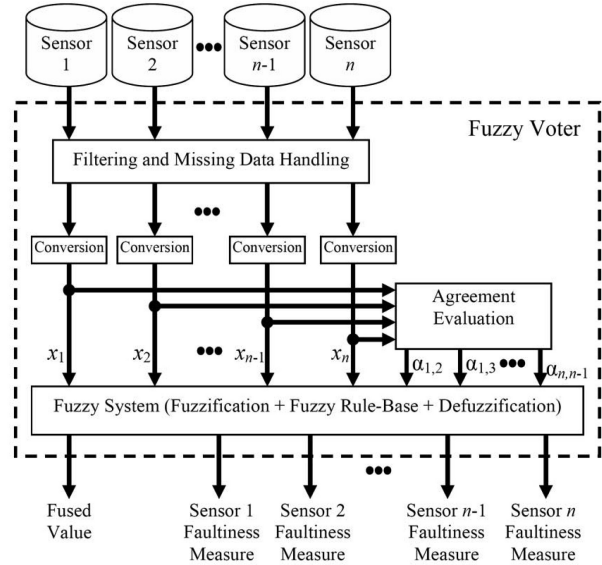 Sensor 1
Sensor 2
Sensor n-1
Sensor n
Fuzzy Voter
Filtering and Missing Data Handling
Conversion
Conversion
Conversion
Conversion
Agreement
Evaluation
x1
x2
xn-1
xn
α1,2
α1,3
αn,n-1
Fuzzy System (Fuzzification + Fuzzy Rule-Base + Defuzzification)
Fused
Value
Sensor 1
Faultiness
Measure
Sensor 2
Faultiness
Measure
Sensor n-1
Faultiness
Measure
Sensor n
Faultiness
Measure